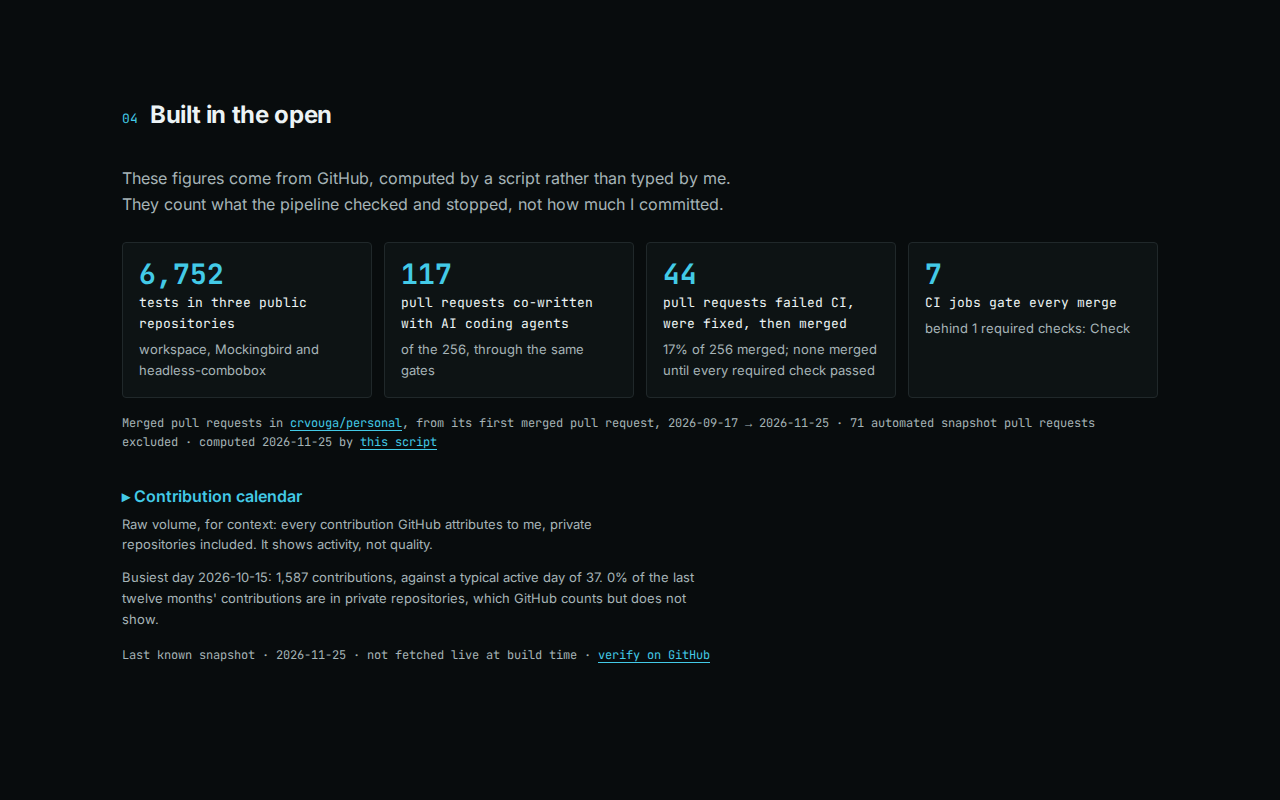 04 Built in the open
These figures come from GitHub, computed by a script rather than typed by me.
They count what the pipeline checked and stopped, not how much I committed.
6,752
tests in three public
repositories
workspace, Mockingbird and
headless-combobox
117
pull requests co-written
with AI coding agents
of the 256, through the same
gates
44
pull requests failed CI,
were fixed, then merged
17% of 256 merged; none merged
until every required check passed
7
CI jobs gate every merge
behind 1 required checks: Check
Merged pull requests in crvouga/personal, from its first merged pull request, 2026-09-17 → 2026-11-25 · 71 automated snapshot pull requests
excluded · computed 2026-11-25 by this script
▸ Contribution calendar
Raw volume, for context: every contribution GitHub attributes to me, private
repositories included. It shows activity, not quality.
Busiest day 2026-10-15: 1,587 contributions, against a typical active day of 37. 0% of the last
twelve months' contributions are in private repositories, which GitHub counts but does not
show.
Last known snapshot · 2026-11-25 · not fetched live at build time · verify on GitHub